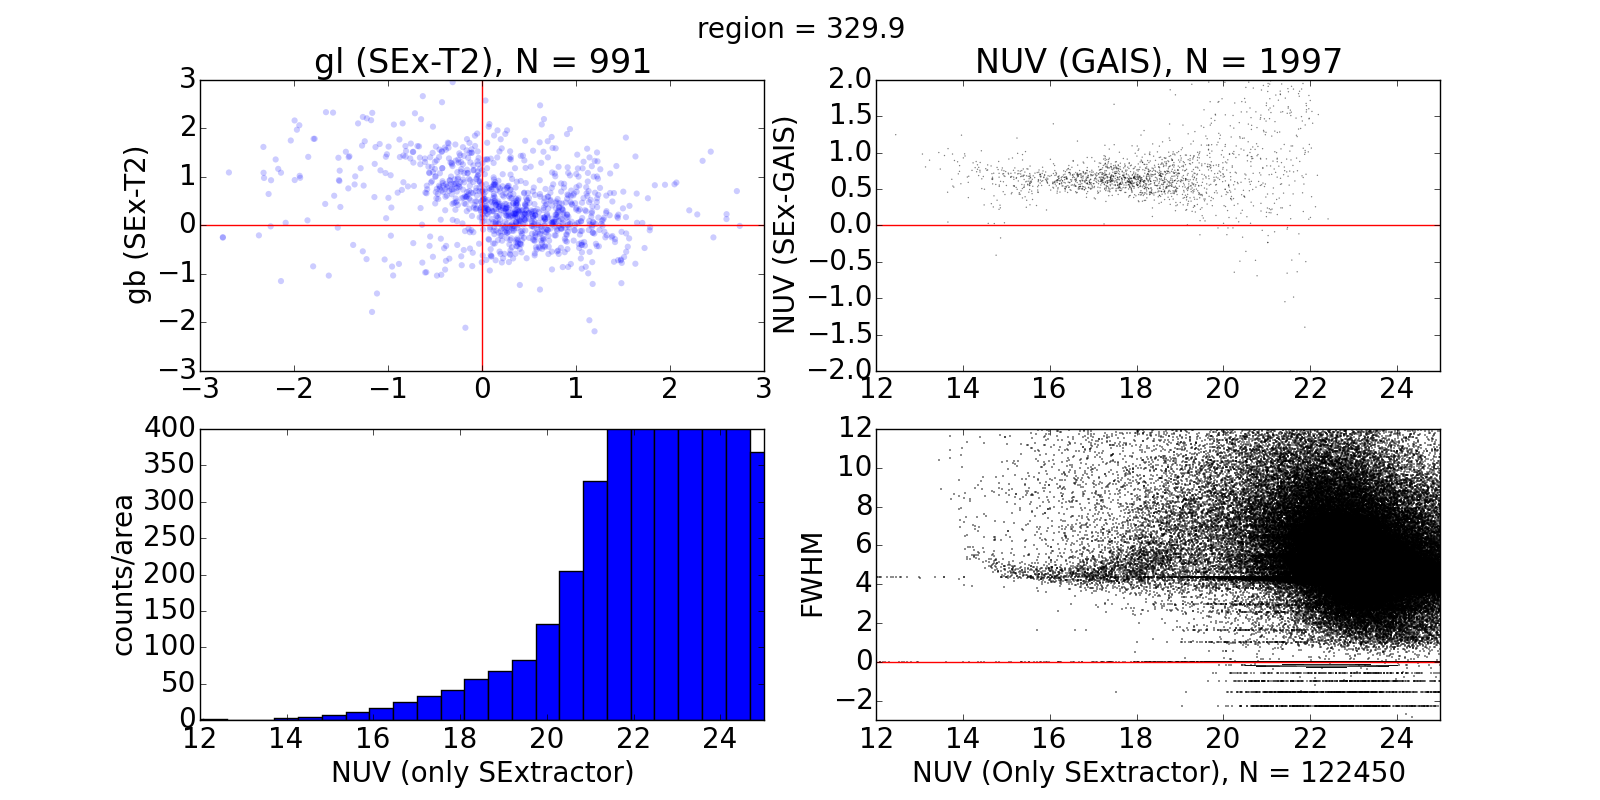 region = 329.9
gl (SEx-T2), N = 991
NUV (GAIS), N = 1997
3
2
1
0
−1
−2
−3
gb (SEx-T2)
−3 −2 −1 0 1 2 3
2.0
1.5
1.0
0.5
0.0
−0.5
−1.0
−1.5
−2.0
NUV (SEx-GAIS)
12 14 16 18 20 22 24
400
350
300
250
200
150
100
50
0
counts/area
12 14 16 18 20 22 24
NUV (only SExtractor)
12
10
8
6
4
2
0
−2
FWHM
12 14 16 18 20 22 24
NUV (Only SExtractor), N = 122450